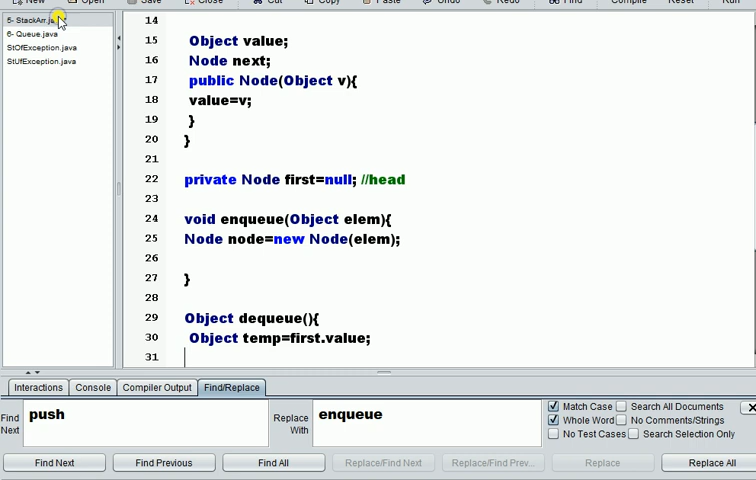 New Open Save Close Cut Copy Paste Undo Find Compile Reset Run
5- StackArr.ja
6- Queue.java
StOfException.java
StUfException.java
14
15 Object value;
16 Node next;
17 public Node(Object v){
18 value=v;
19 }
20 }
21
22 private Node first=null; //head
23
24 void enqueue(Object elem){
25 Node node=new Node(elem);
26
27 }
28
29 Object dequeue(){
30 Object temp=first.value;
31
Interactions Console Compiler Output Find/Replace
Find Next push Replace With enqueue
Match Case Search All Documents
Whole Word No Comments/Strings
No Test Cases Search Selection Only
Find Next Find Previous Find All Replace/Find Next Replace/Find Prev... Replace Replace All